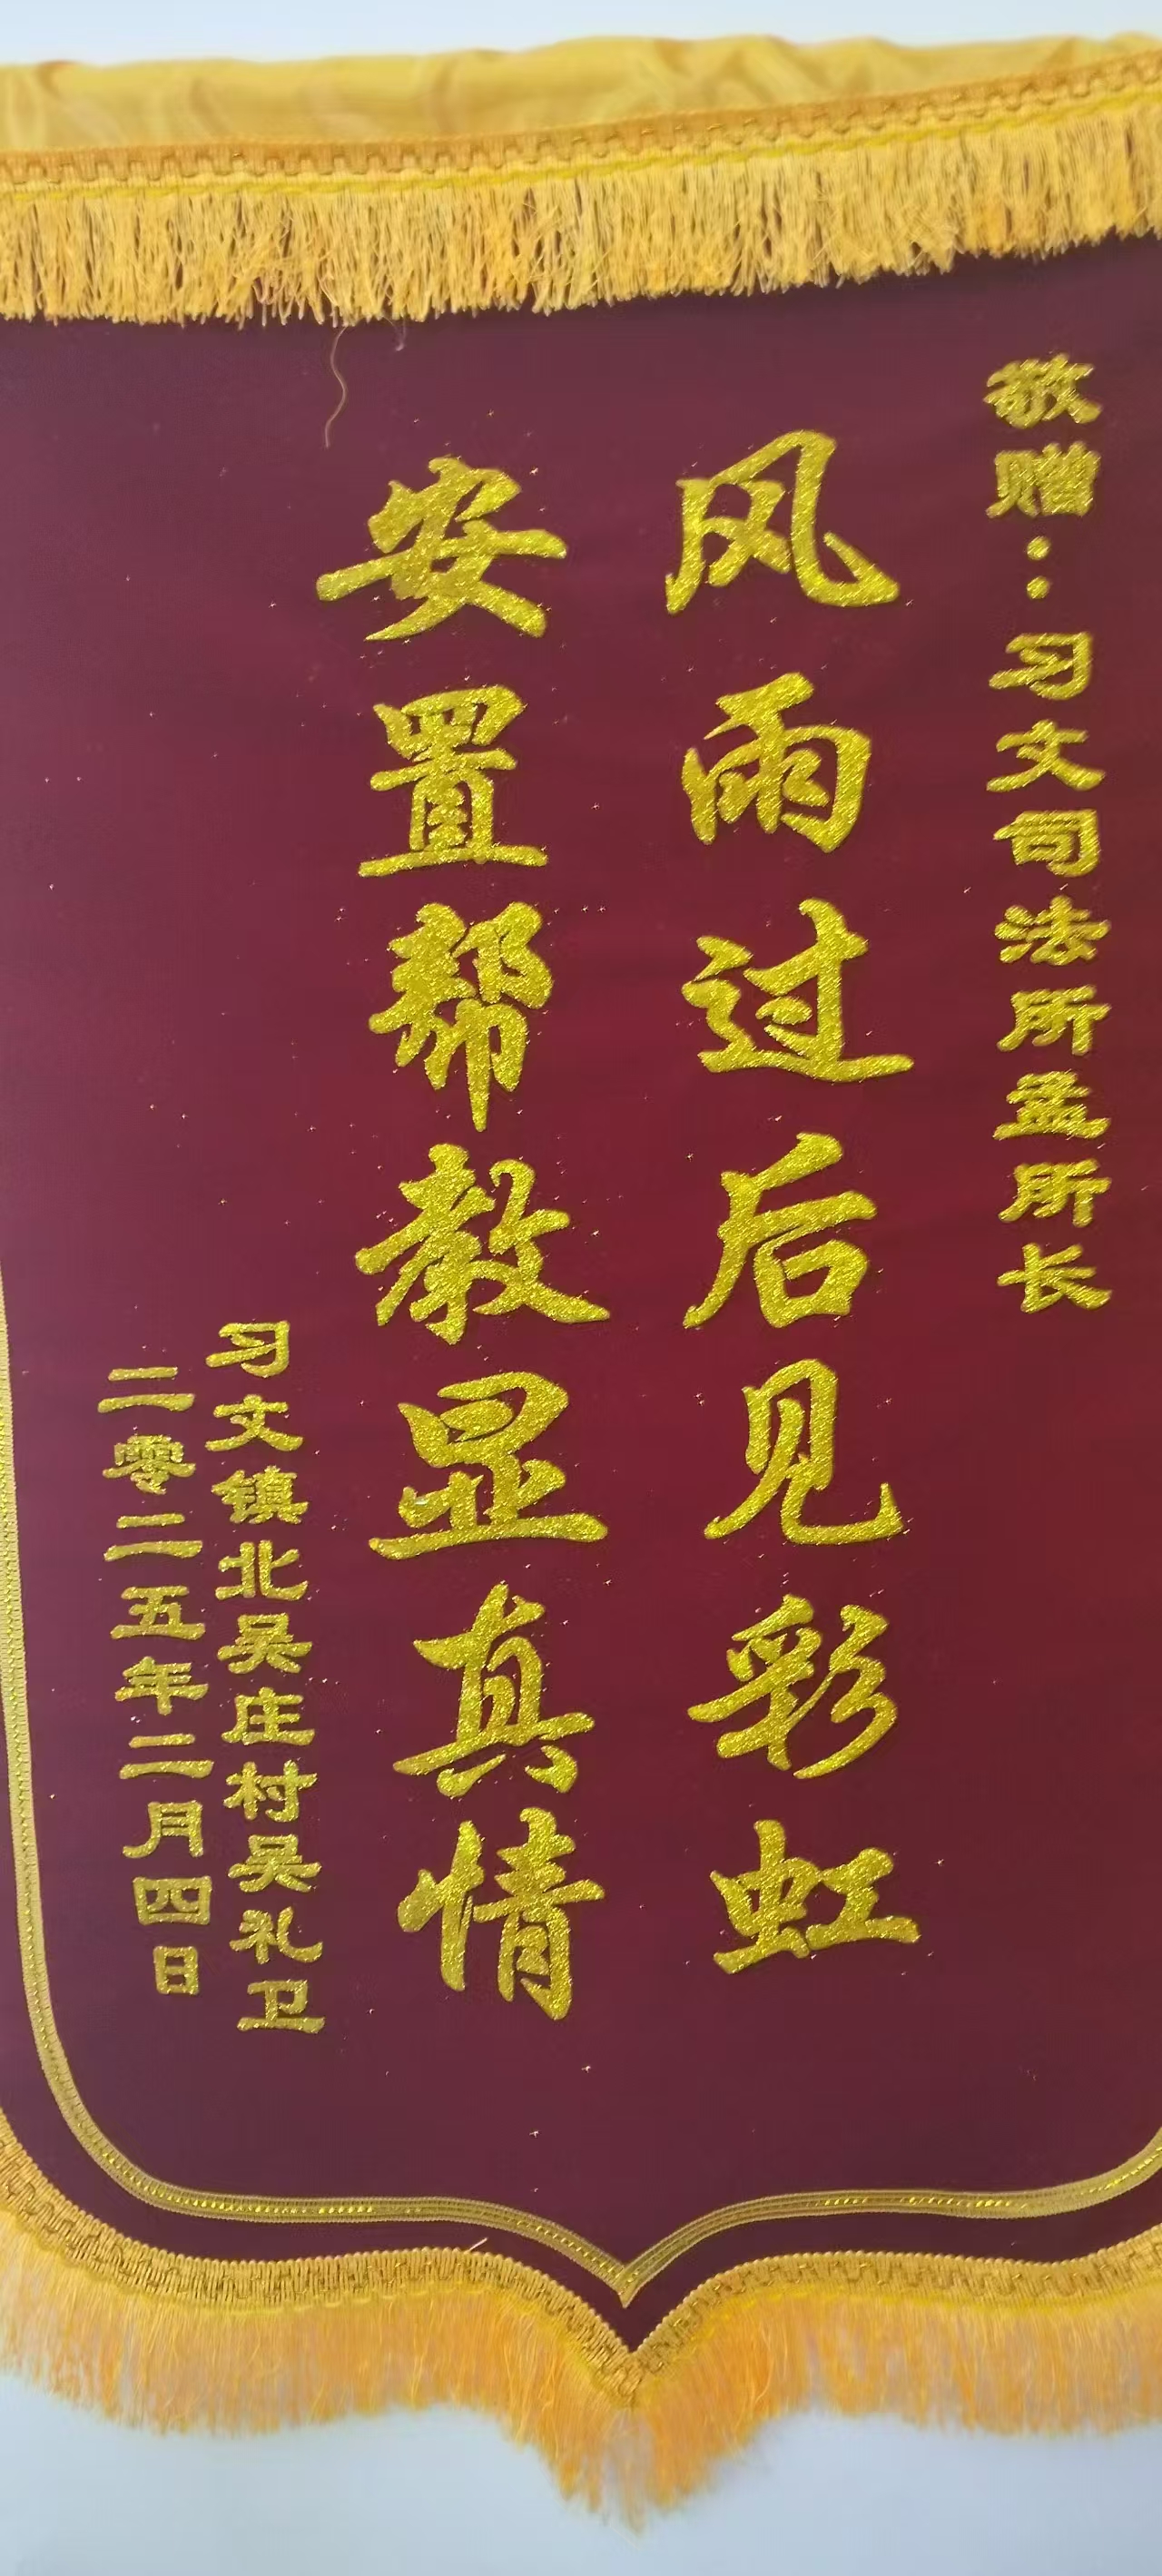 敬赠：习文司法所孟所长
风雨过后见彩虹
安置帮教显真情
习文镇北吴庄村吴礼卫
二零二五年二月四日